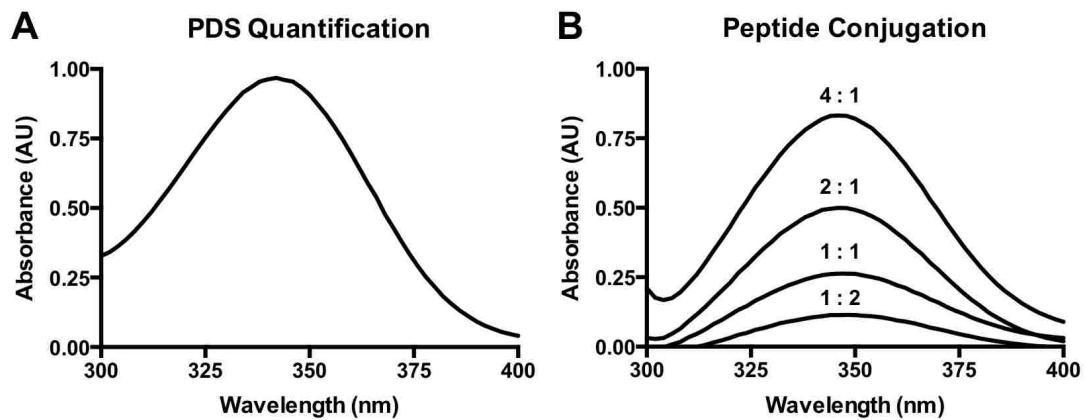 A
PDS Quantification
1.00
0.75
0.50
0.25
0.00
Absorbance (AU)
300
325
350
375
400
Wavelength (nm)
B
Peptide Conjugation
1.00
0.75
0.50
0.25
0.00
Absorbance (AU)
4 : 1
2 : 1
1 : 1
1 : 2
300
325
350
375
400
Wavelength (nm)